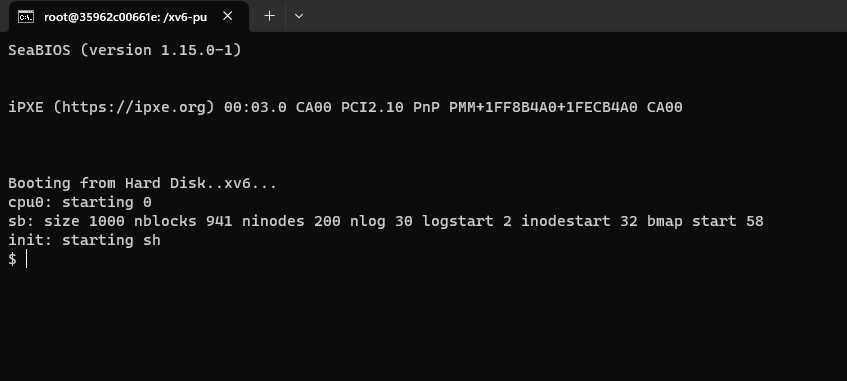 root@35962c00661e: /xv6-pu
SeaBIOS (version 1.15.0-1)
iPXE (https://ipxe.org) 00:03.0 CA00 PCI2.10 PnP PMM+1FF8B4A0+1FECB4A0 CA00
Booting from Hard Disk..xv6...
cpu0: starting 0
sb: size 1000 nblocks 941 ninodes 200 nlog 30 logstart 2 inodestart 32 bmap start 58
init: starting sh
$